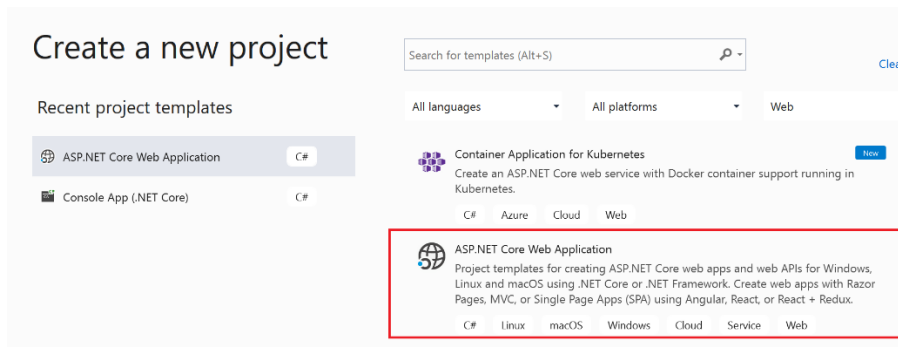 Create a new project
Search for templates (Alt+S)
Clea
Recent project templates
All languages
All platforms
Web
ASP.NET Core Web Application
C#
Console App (.NET Core)
C#
Container Application for Kubernetes
New
Create an ASP.NET Core web service with Docker container support running in
Kubernetes.
C# Azure Cloud Web
ASP.NET Core Web Application
Project templates for creating ASP.NET Core web apps and web APIs for Windows,
Linux and macOS using .NET Core or .NET Framework. Create web apps with Razor
Pages, MVC, or Single Page Apps (SPA) using Angular, React, or React + Redux.
C# Linux macOS Windows Cloud Service Web